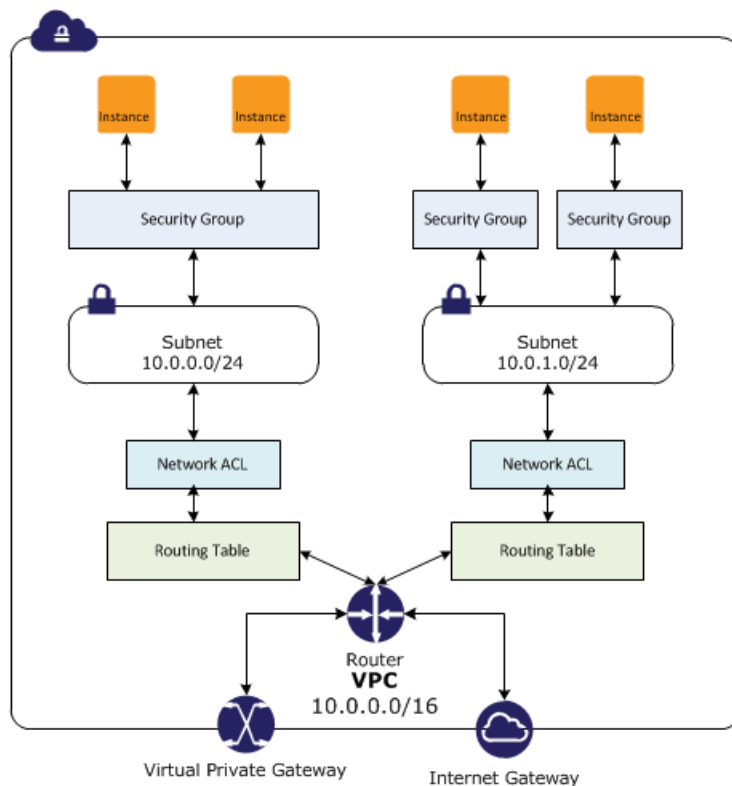 Instance
Instance
Instance
Instance
Security Group
Security Group
Security Group
Subnet
10.0.0.0/24
Subnet
10.0.1.0/24
Network ACL
Network ACL
Routing Table
Routing Table
Router
VPC
10.0.0.0/16
Virtual Private Gateway
Internet Gateway